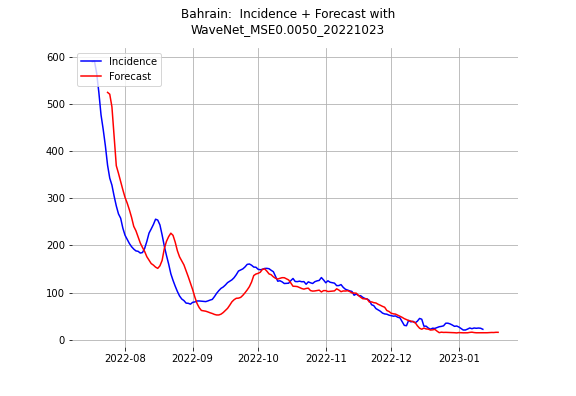 Bahrain:  Incidence + Forecast with
WaveNet_MSE0.0050_20221023
600
Incidence
Forecast
500
400
300
200
100
0
2022-08 2022-09 2022-10 2022-11 2022-12 2023-01